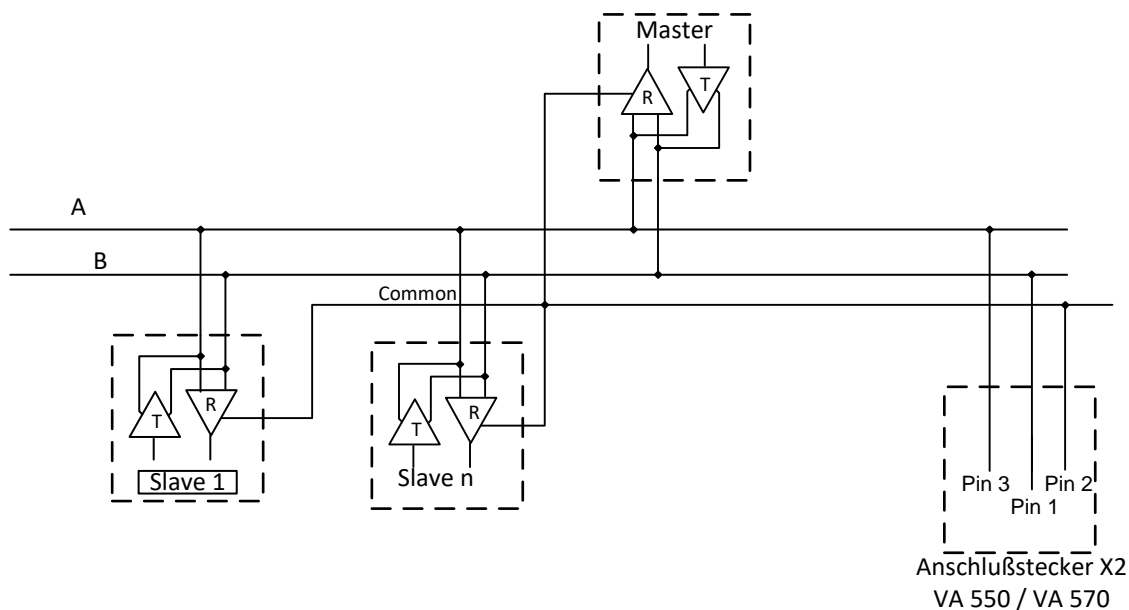 Master
R
T
A
B
Common
T
R
Slave 1
T
R
Slave n
Pin 3
Pin 2
Pin 1
Anschlußstecker X2
VA 550 / VA 570